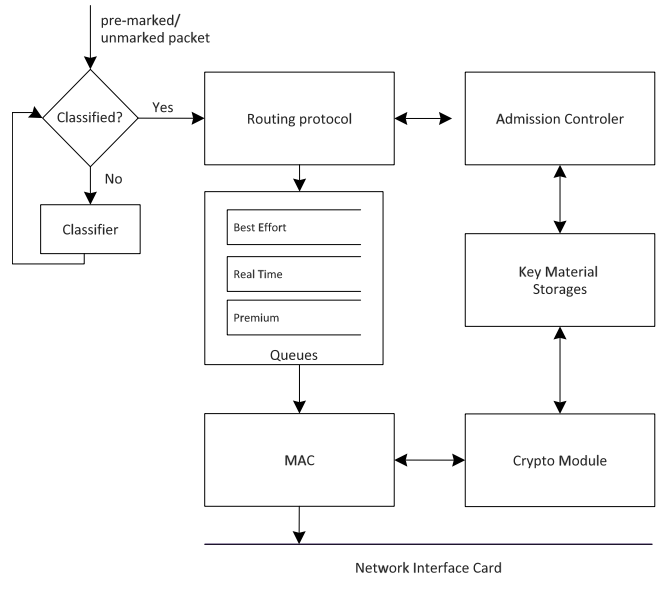 pre-marked/
unmarked packet
Classified?
Yes
Routing protocol
Admission Controler
No
Classifier
Best Effort
Real Time
Premium
Queues
Key Material
Storages
MAC
Crypto Module
Network Interface Card